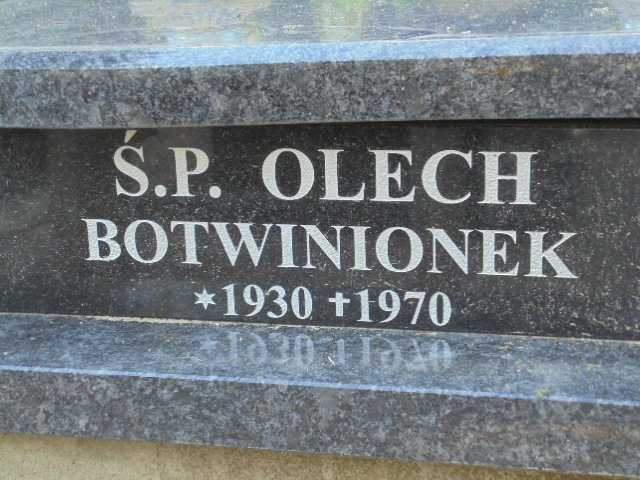 Ś.P. OLECH
BOTWINIONEK
*1930 ✝1970